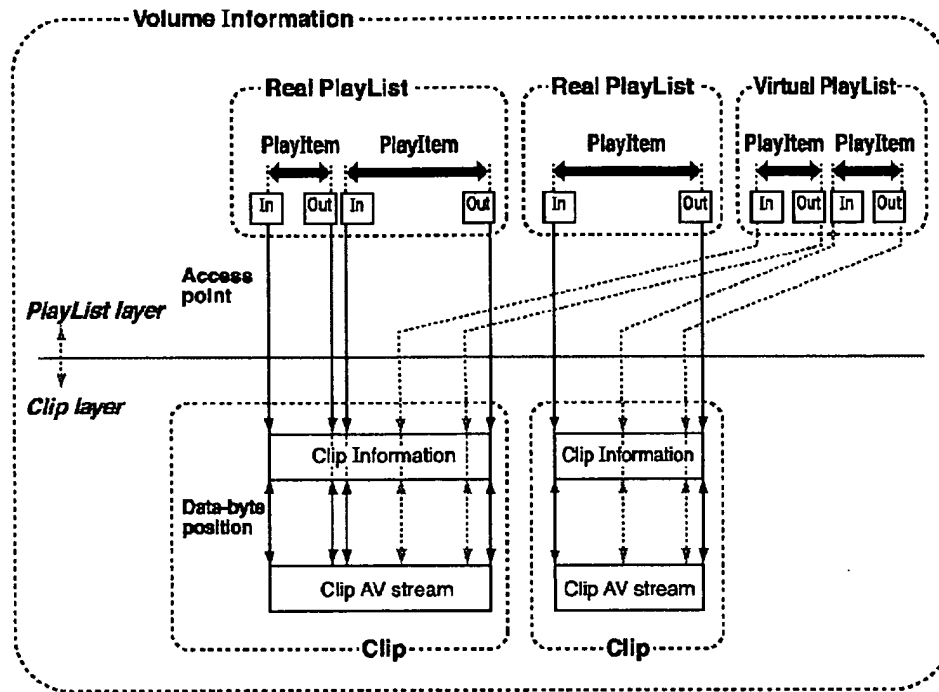 Volume Information
Real PlayList
Real PlayList
Virtual PlayList
PlayItem
PlayItem
PlayItem
PlayItem
PlayItem
In
Out
In
Out
In
Out
In
Out
In
Out
Access
point
PlayList layer
Clip layer
Clip Information
Clip Information
Data-byte
position
Clip AV stream
Clip AV stream
Clip
Clip